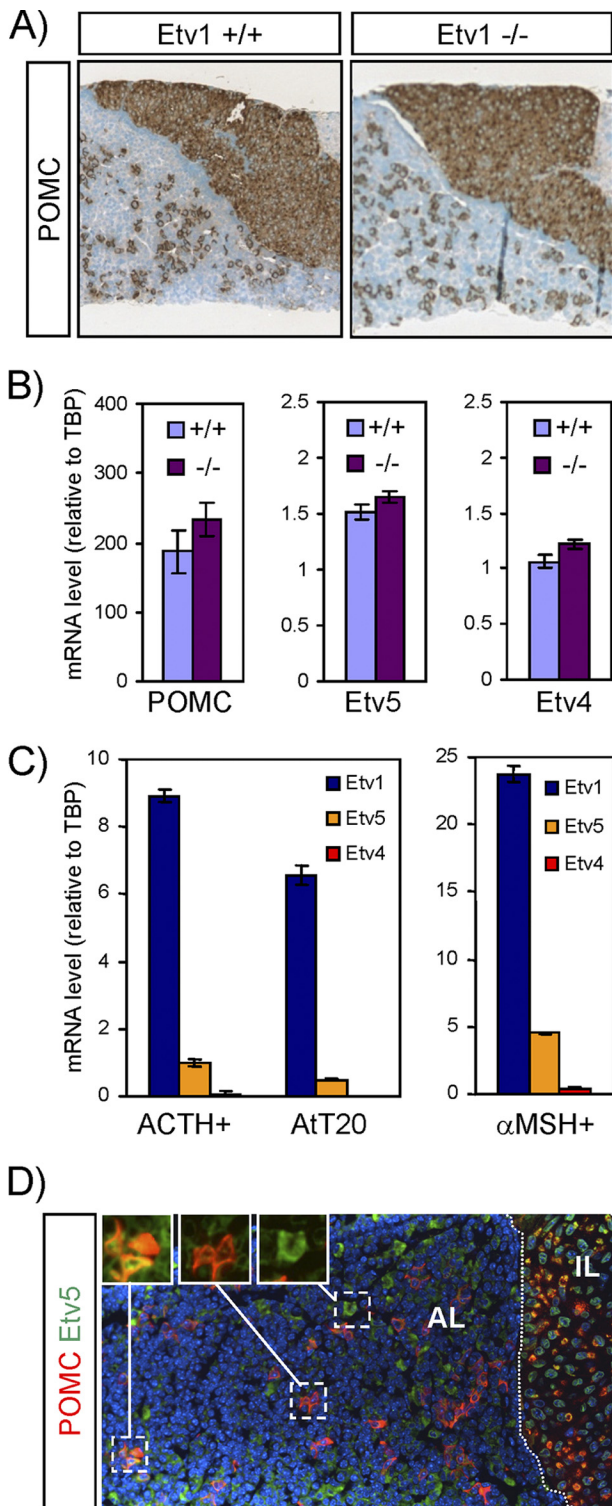 A)
Etv1 +/+
Etv1 -/-
POMC
B)
mRNA level (relative to TBP)
400
300
200
100
0
+/+
-/-
POMC
2.5
2
1.5
1
0.5
0
+/+
-/-
Etv5
2.5
2
1.5
1
0.5
0
+/+
-/-
Etv4
C)
mRNA level (relative to TBP)
10
8
6
4
2
0
Etv1
Etv5
Etv4
ACTH+
AtT20
25
20
15
10
5
0
Etv1
Etv5
Etv4
αMSH+
D)
POMC Etv5
AL
IL